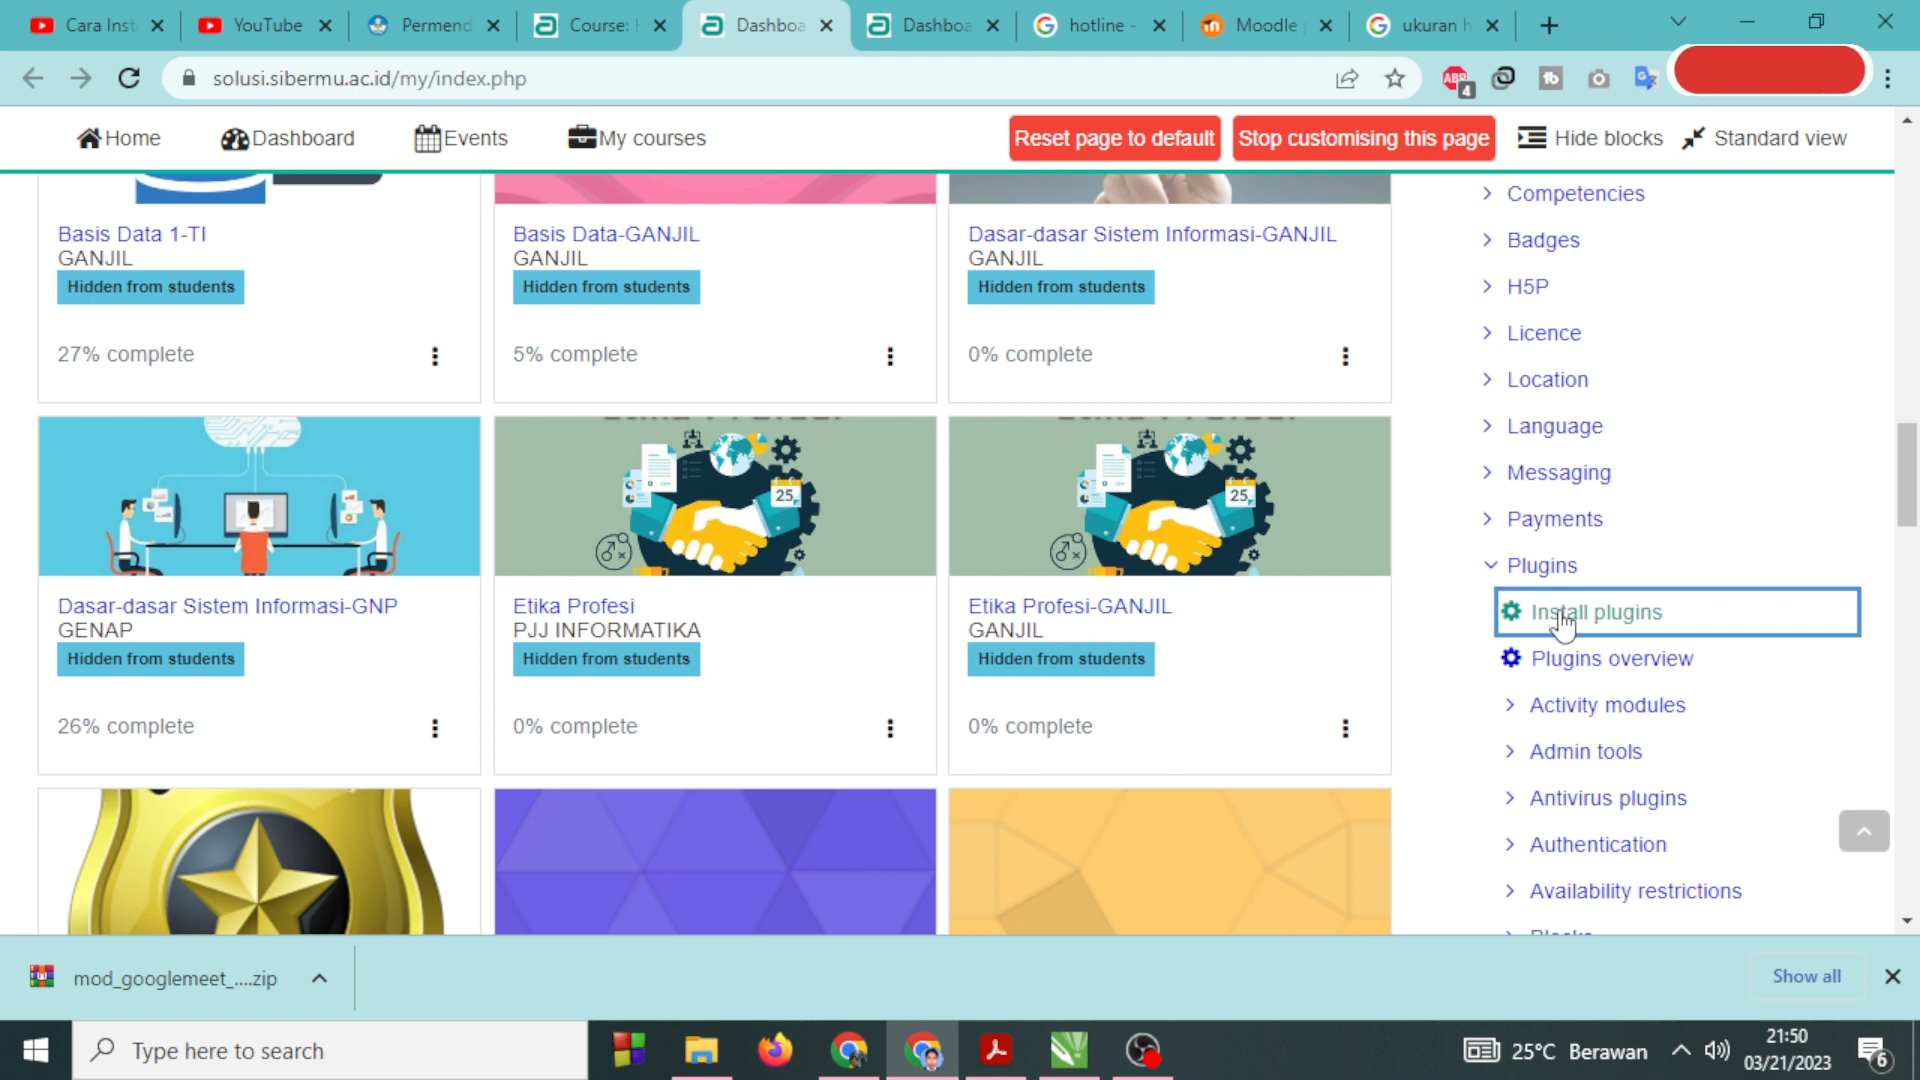 Cara Inst
YouTube
Permend
Course: H
Dashboa
Dashboa
hotline -
Moodle
ukuran h
solusi.sibermu.ac.id/my/index.php
ABP
4
Home
Dashboard
Events
My courses
Reset page to default
Stop customising this page
Hide blocks
Standard view
Basis Data 1-TI
GANJIL
Hidden from students
27% complete
Basis Data-GANJIL
GANJIL
Hidden from students
5% complete
Dasar-dasar Sistem Informasi-GANJIL
GANJIL
Hidden from students
0% complete
25
25
Dasar-dasar Sistem Informasi-GNP
GENAP
Hidden from students
26% complete
Etika Profesi
PJJ INFORMATIKA
Hidden from students
0% complete
Etika Profesi-GANJIL
GANJIL
Hidden from students
0% complete
Competencies
Badges
H5P
Licence
Location
Language
Messaging
Payments
Plugins
Install plugins
Plugins overview
Activity modules
Admin tools
Antivirus plugins
Authentication
Availability restrictions
Blocks
mod_googlemeet_....zip
Show all
Type here to search
25°C Berawan
21:50
03/21/2023
6